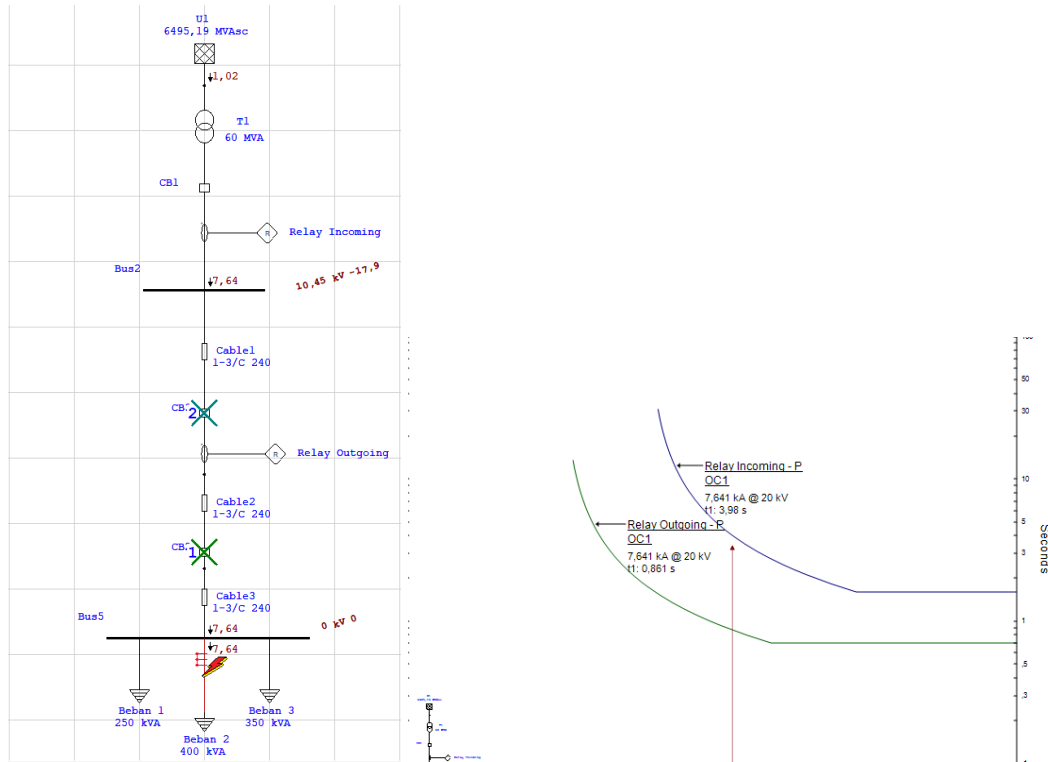 U1
6495,19 MVAsc
1,02
T1
60 MVA
CB1
R
Relay Incoming
Bus2
7,64
10,45 kV -17,9
Cable1
1-3/C 240
CB
2
R
Relay Outgoing
Cable2
1-3/C 240
CB
1
Cable3
1-3/C 240
Bus5
7,64
0 kV 0
7,64
Beban 1
250 kVA
Beban 3
350 kVA
Beban 2
400 kVA
Relay Incoming - P
OC1
7,641 kA @ 20 kV
t1: 3,98 s
Relay Outgoing - P
OC1
7,641 kA @ 20 kV
t1: 0,861 s
50
30
10
5
3
1
,5
,3
Seconds